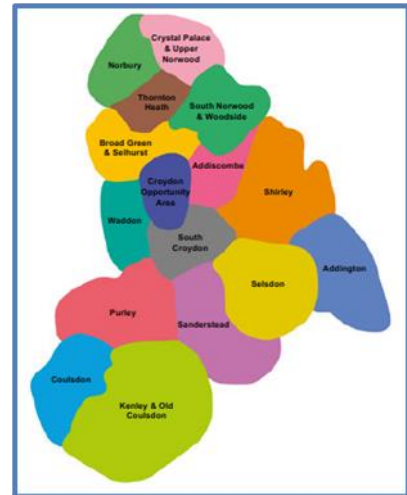 Crystal Palace
& Upper
Norwood
Norbury
Thornton
Heath
South Norwood
& Woodside
Broad Green
& Selhurst
Addiscombe
Croydon
Opportunity
Area
Shirley
Waddon
South
Croydon
Addington
Selsdon
Purley
Sanderstead
Coulsdon
Kenley & Old
Coulsdon